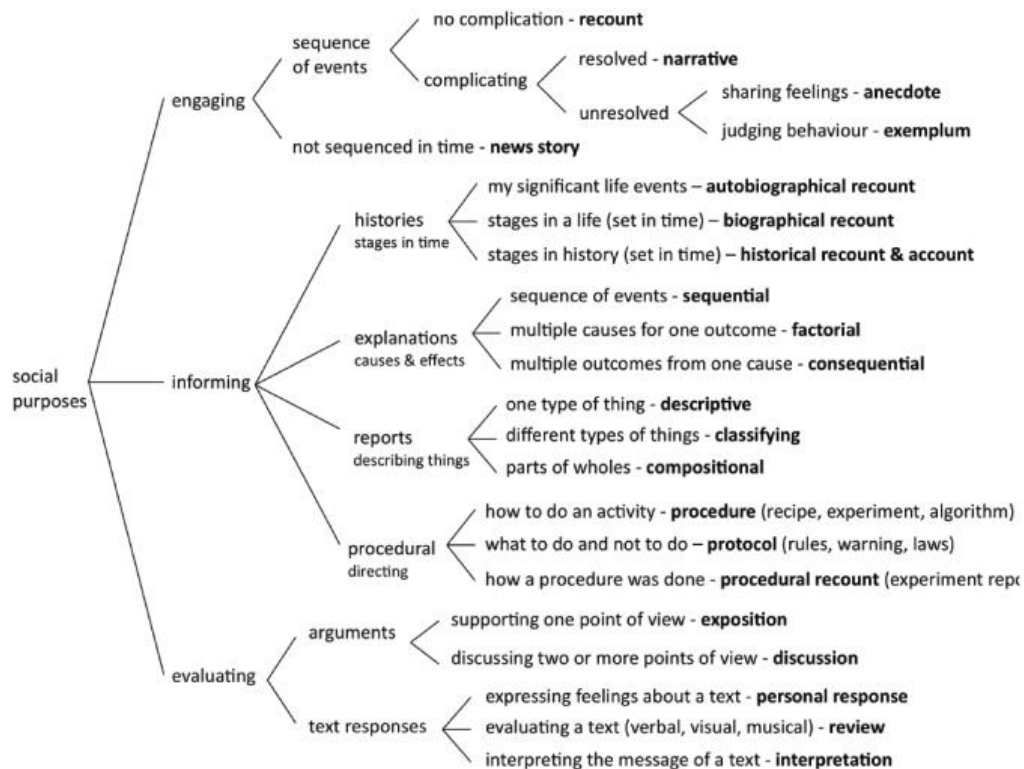 no complication - recount
sequence
of events
resolved - narrative
complicating
sharing feelings - anecdote
engaging
unresolved
judging behaviour - exemplum
not sequenced in time - news story
my significant life events – autobiographical recount
histories
stages in time
stages in a life (set in time) – biographical recount
stages in history (set in time) – historical recount & account
sequence of events - sequential
explanations
causes & effects
multiple causes for one outcome - factorial
multiple outcomes from one cause - consequential
social
purposes
informing
one type of thing - descriptive
reports
describing things
different types of things - classifying
parts of wholes - compositional
how to do an activity - procedure (recipe, experiment, algorithm)
procedural
directing
what to do and not to do – protocol (rules, warning, laws)
how a procedure was done - procedural recount (experiment
supporting one point of view - exposition
arguments
discussing two or more points of view - discussion
evaluating
expressing feelings about a text - personal response
text responses
evaluating a text (verbal, visual, musical) - review
interpreting the message of a text - interpretation